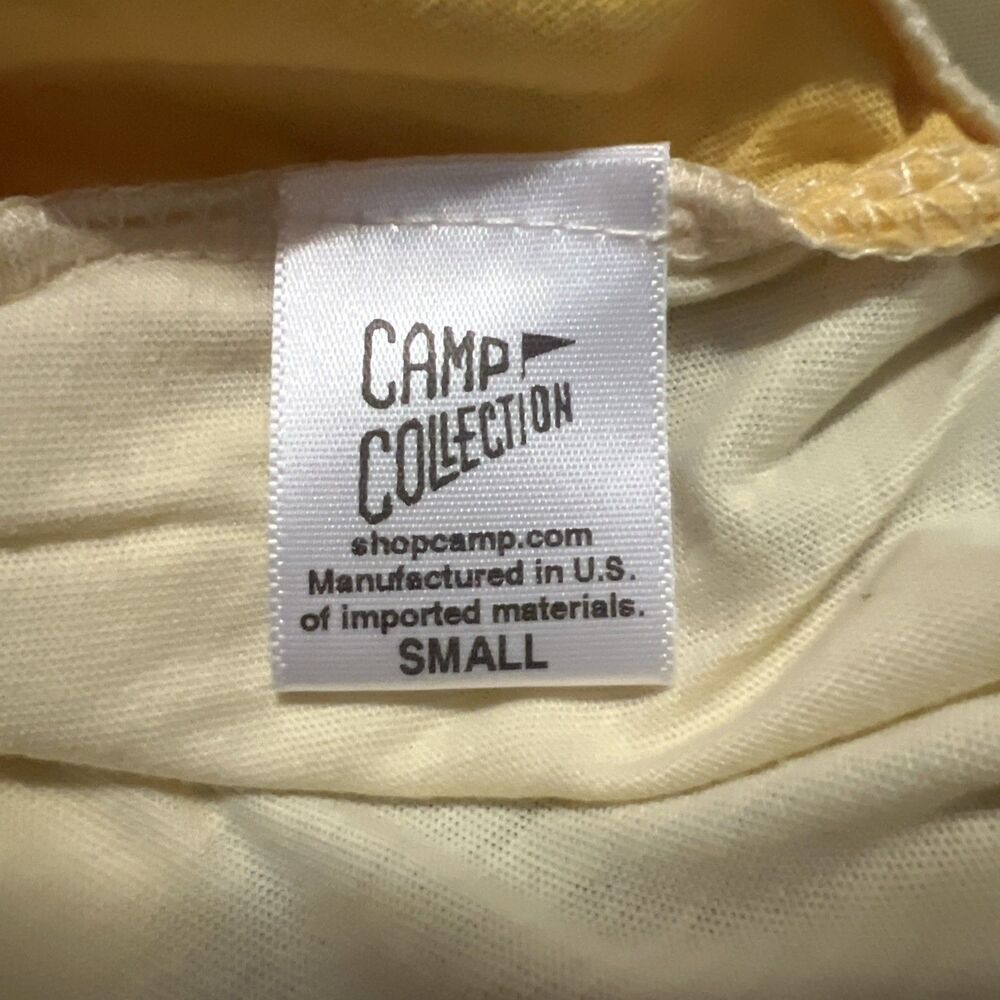 CAMP
COLLECTION
shopcamp.com
Manufactured in U.S.
of imported materials.
SMALL